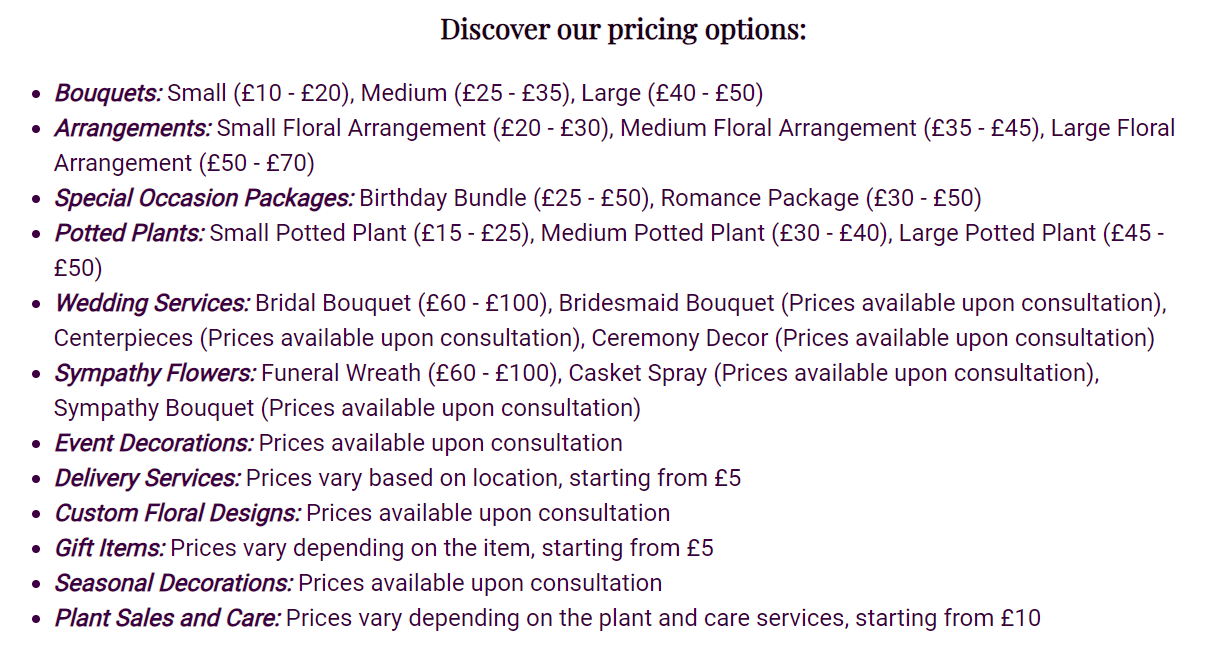 Discover our pricing options:
• Bouquets: Small (£10 - £20), Medium (£25 - £35), Large (£40 - £50)
• Arrangements: Small Floral Arrangement (£20 - £30), Medium Floral Arrangement (£35 - £45), Large Floral
Arrangement (£50 - £70)
• Special Occasion Packages: Birthday Bundle (£25 - £50), Romance Package (£30 - £50)
• Potted Plants: Small Potted Plant (£15 - £25), Medium Potted Plant (£30 - £40), Large Potted Plant (£45 -
£50)
• Wedding Services: Bridal Bouquet (£60 - £100), Bridesmaid Bouquet (Prices available upon consultation),
Centerpieces (Prices available upon consultation), Ceremony Decor (Prices available upon consultation)
• Sympathy Flowers: Funeral Wreath (£60 - £100), Casket Spray (Prices available upon consultation),
Sympathy Bouquet (Prices available upon consultation)
• Event Decorations: Prices available upon consultation
• Delivery Services: Prices vary based on location, starting from £5
• Custom Floral Designs: Prices available upon consultation
• Gift Items: Prices vary depending on the item, starting from £5
• Seasonal Decorations: Prices available upon consultation
• Plant Sales and Care: Prices vary depending on the plant and care services, starting from £10